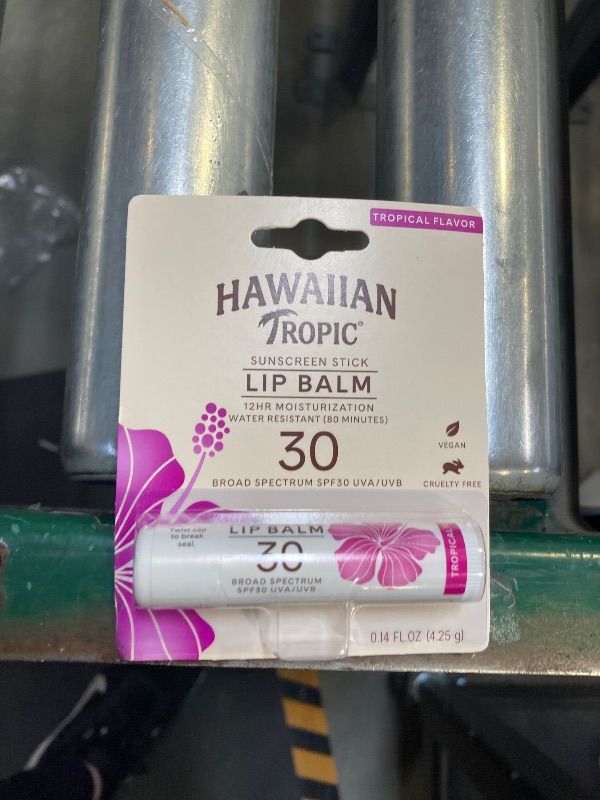 TROPICAL FLAVOR
HAWAIIAN
TROPIC®
SUNSCREEN STICK
LIP BALM
12HR MOISTURIZATION
WATER RESISTANT (80 MINUTES)
30
BROAD SPECTRUM SPF30 UVA/UVB
VEGAN
CRUELTY FREE
Twist cap
to break
seal.
LIP BALM
30
BROAD SPECTRUM
SPF30 UVA/UVB
TROPICAL
0.14 FL.OZ (4.25 g)